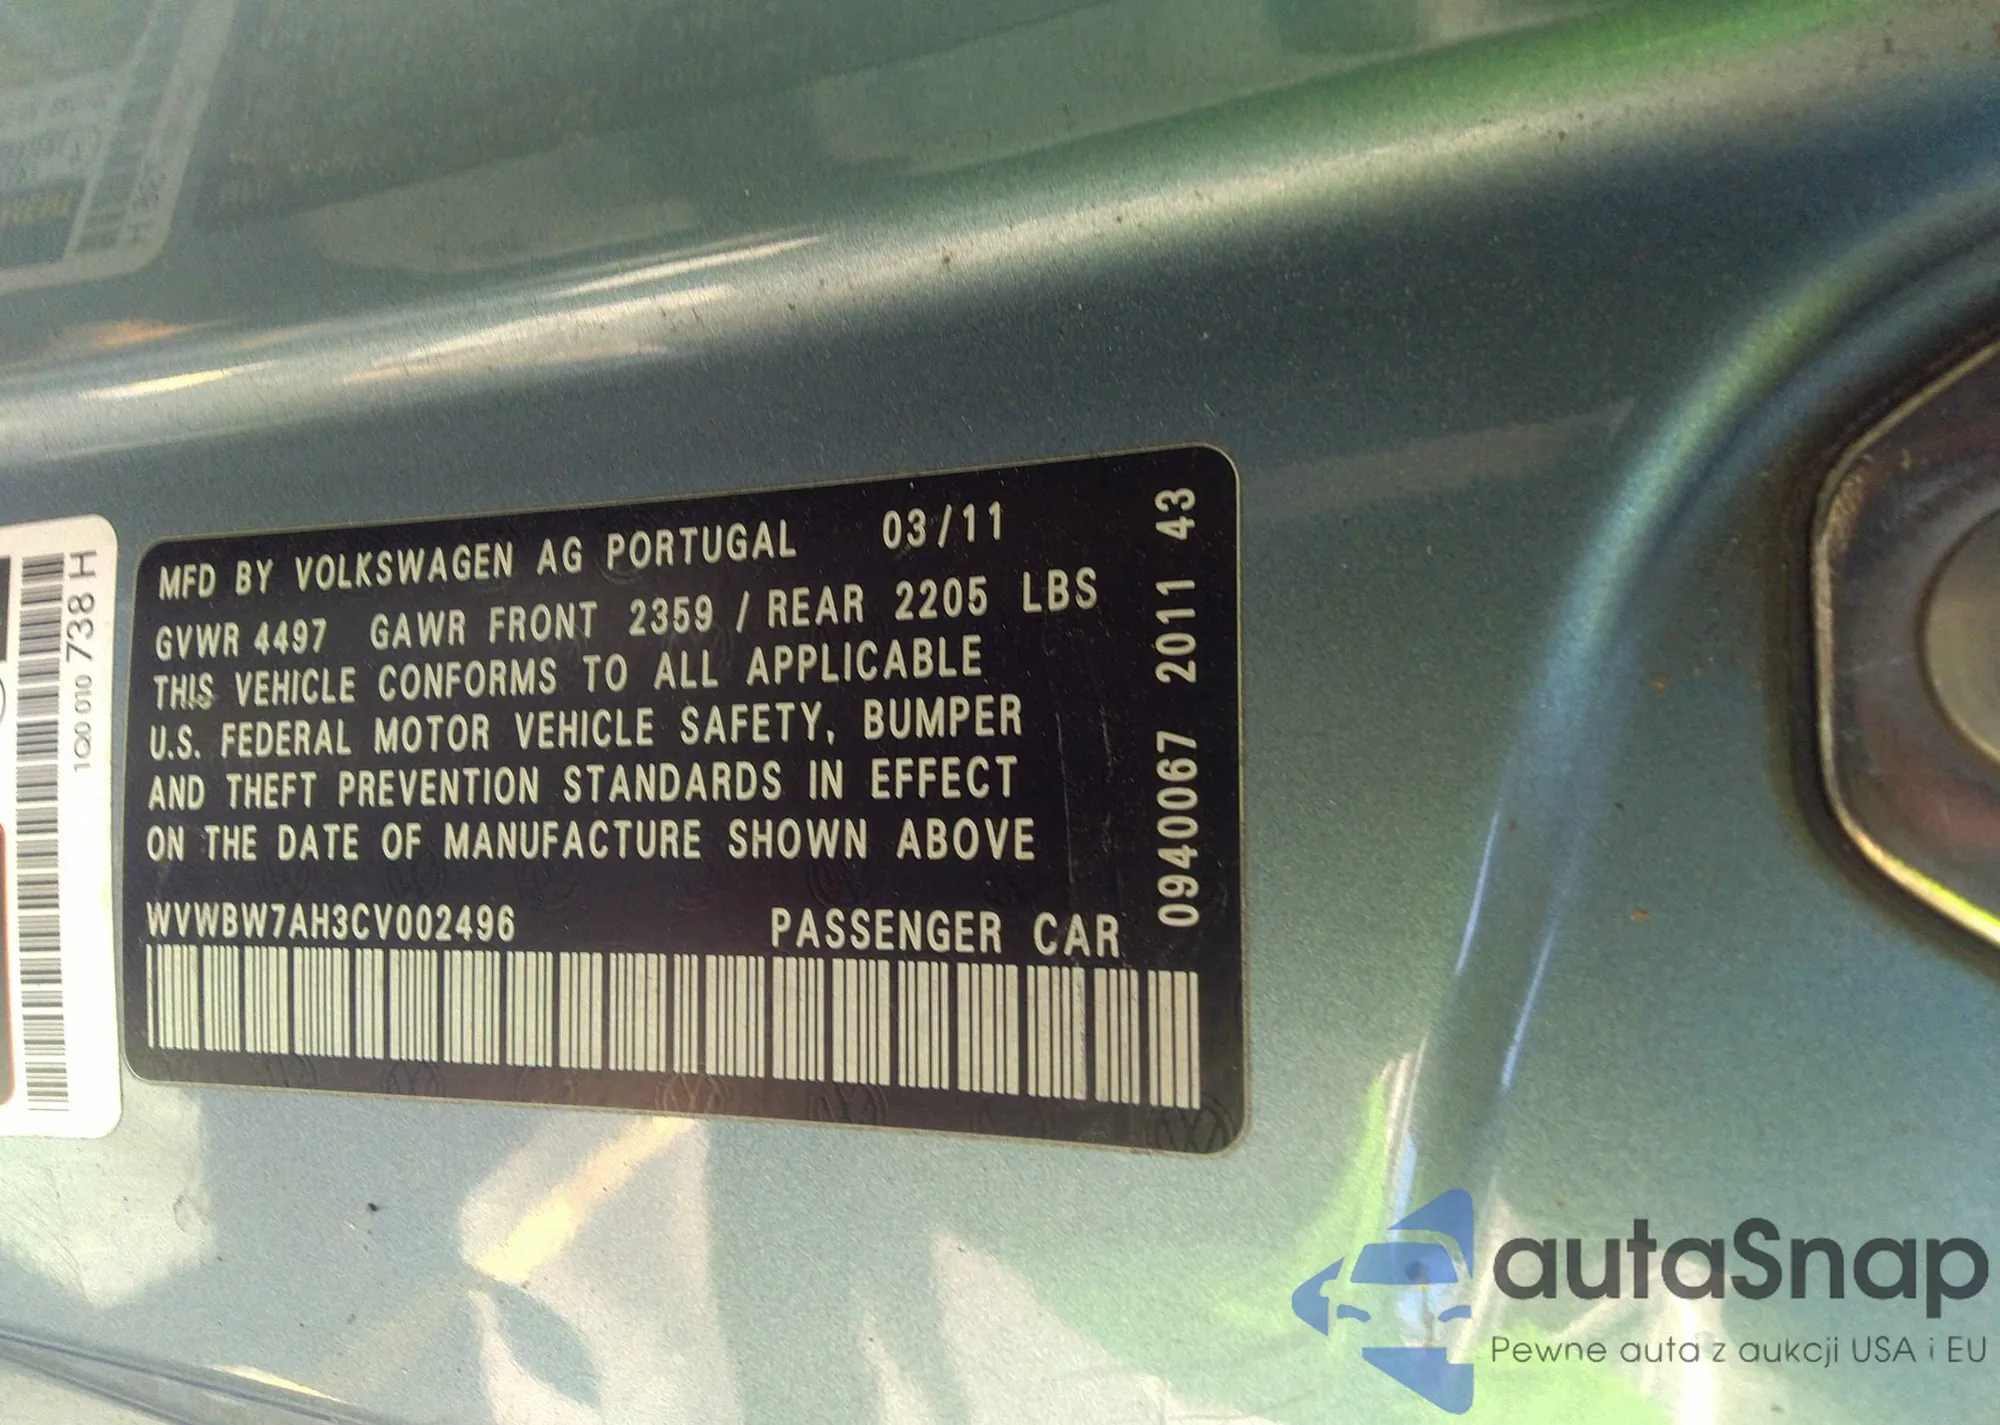 MFD BY VOLKSWAGEN AG PORTUGAL 03/11
GVWR 4497 GAWR FRONT 2359 / REAR 2205 LBS
THIS VEHICLE CONFORMS TO ALL APPLICABLE
U.S. FEDERAL MOTOR VEHICLE SAFETY, BUMPER
AND THEFT PREVENTION STANDARDS IN EFFECT
ON THE DATE OF MANUFACTURE SHOWN ABOVE
WVWBW7AH3CV002496 PASSENGER CAR
0940067 2011 43
1Q0 010 738 H
autaSnap
Pewne auta z aukcji USA i EU